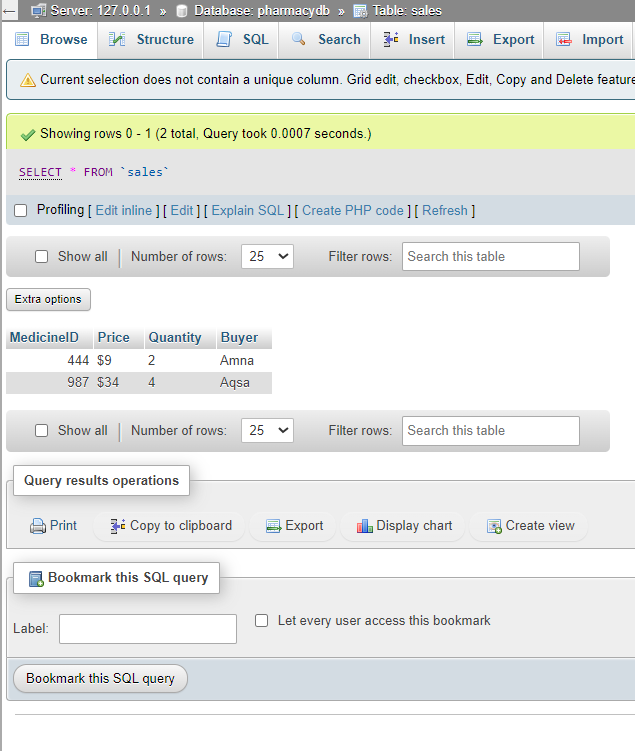 Server: 127.0.0.1 » Database: pharmacydb » Table: sales
Browse Structure SQL Search Insert Export Import
Current selection does not contain a unique column. Grid edit, checkbox, Edit, Copy and Delete feature
Showing rows 0 - 1 (2 total, Query took 0.0007 seconds.)
SELECT * FROM `sales`
Profiling [ Edit inline ] [ Edit ] [ Explain SQL ] [ Create PHP code ] [ Refresh ]
Show all | Number of rows: 25 Filter rows: Search this table
Extra options
MedicineID Price Quantity Buyer
444 $9 2 Amna
987 $34 4 Aqsa
Show all | Number of rows: 25 Filter rows: Search this table
Query results operations
Print Copy to clipboard Export Display chart Create view
Bookmark this SQL query
Label: Let every user access this bookmark
Bookmark this SQL query